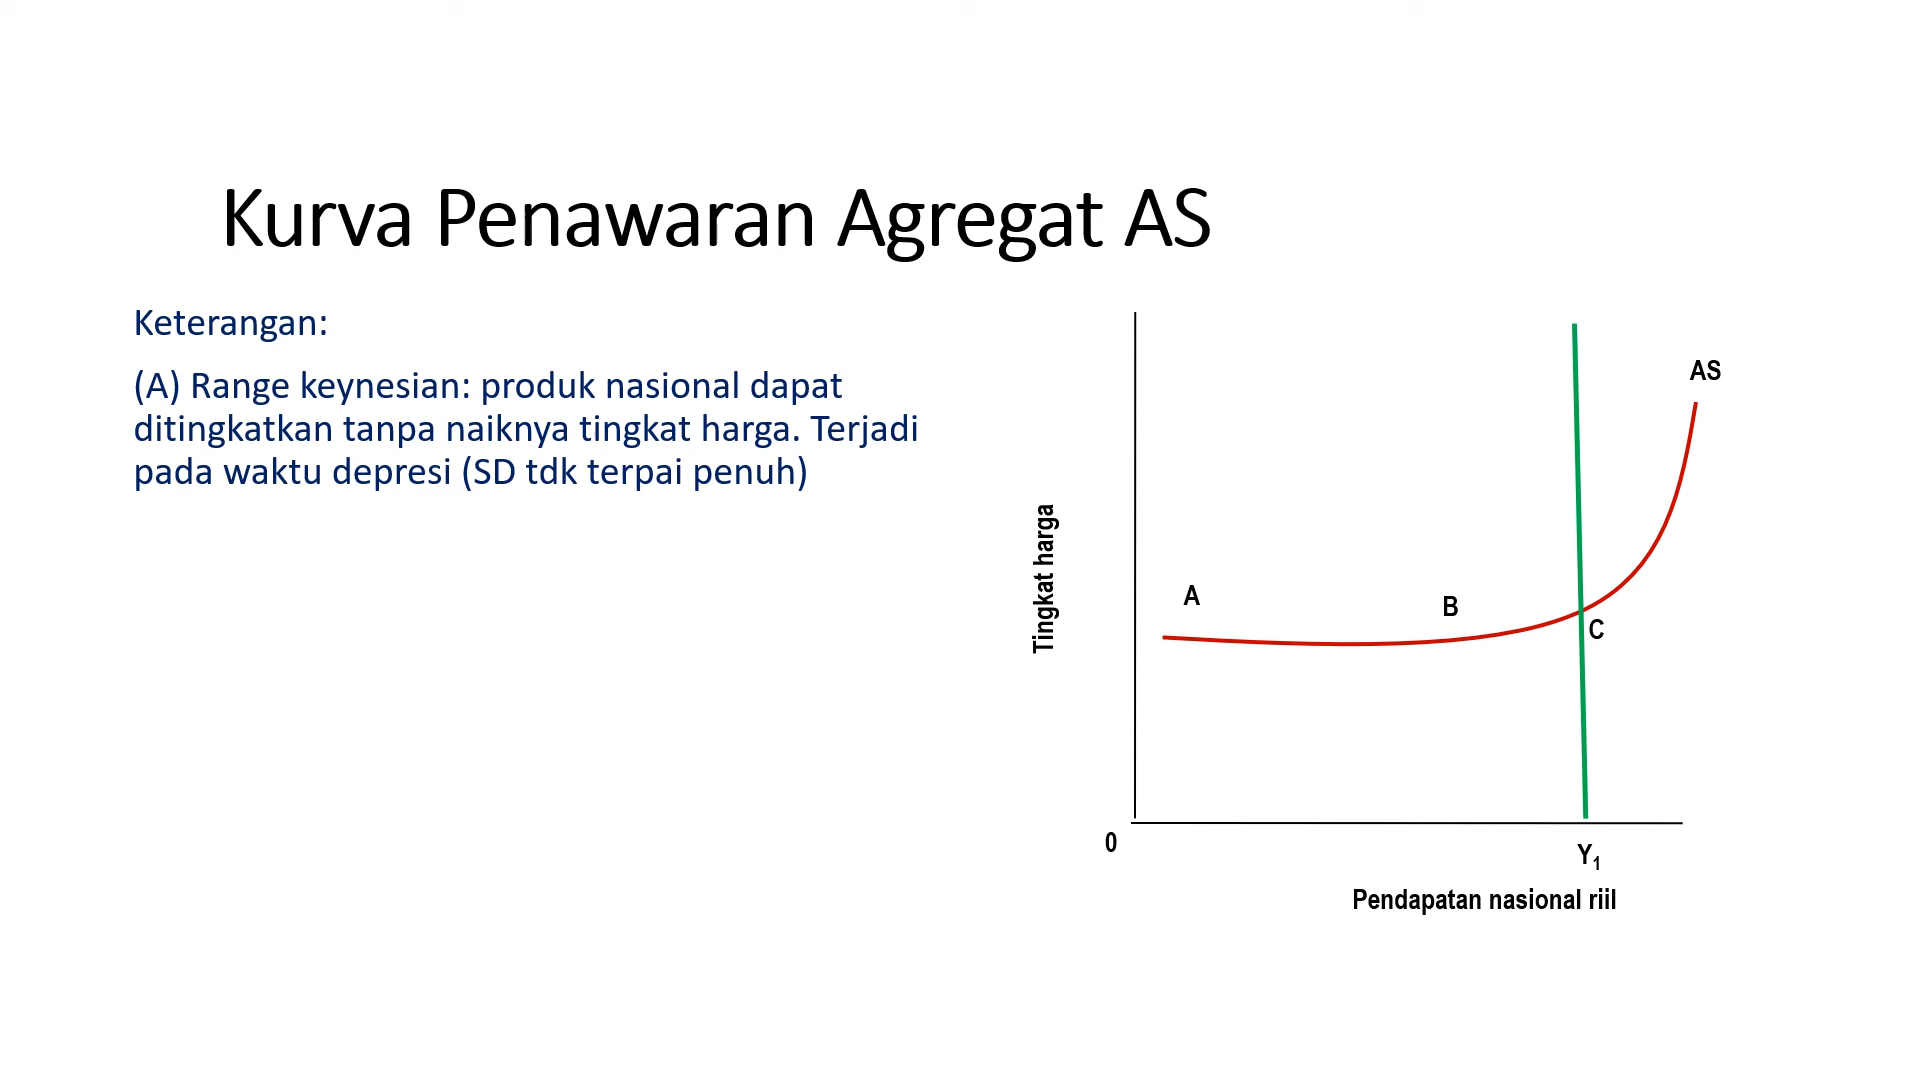 Kurva Penawaran Agregat AS
Keterangan:
(A) Range keynesian: produk nasional dapat
ditingkatkan tanpa naiknya tingkat harga. Terjadi
pada waktu depresi (SD tdk terpai penuh)
Tingkat harga
AS
A
B
C
0
Y₁
Pendapatan nasional riil